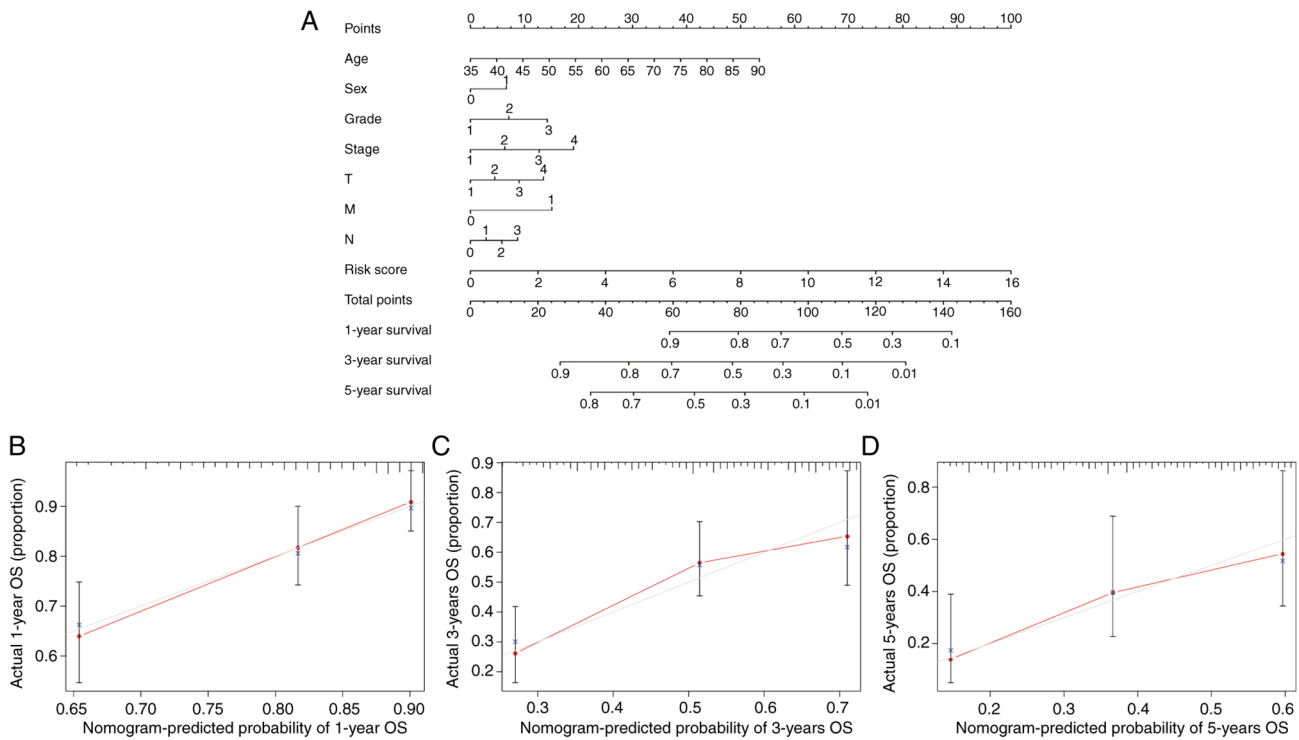 A
Points
0 10 20 30 40 50 60 70 80 90 100
Age
35 40 45 50 55 60 65 70 75 80 85 90
Sex
1
0
Grade
2
1 3
Stage
2 4
1 3
T
2 4
1 3
M
1
0
N
1 3
0 2
Risk score
0 2 4 6 8 10 12 14 16
Total points
0 20 40 60 80 100 120 140 160
1-year survival
0.9 0.8 0.7 0.5 0.3 0.1
3-year survival
0.9 0.8 0.7 0.5 0.3 0.1 0.01
5-year survival
0.8 0.7 0.5 0.3 0.1 0.01
B
Actual 1-year OS (proportion)
0.9
0.8
0.7
0.6
0.65 0.70 0.75 0.80 0.85 0.90
Nomogram-predicted probability of 1-year OS
C
Actual 3-years OS (proportion)
0.9
0.8
0.7
0.6
0.5
0.4
0.3
0.2
0.3 0.4 0.5 0.6 0.7
Nomogram-predicted probability of 3-years OS
D
Actual 5-years OS (proportion)
0.8
0.6
0.4
0.2
0.2 0.3 0.4 0.5 0.6
Nomogram-predicted probability of 5-years OS